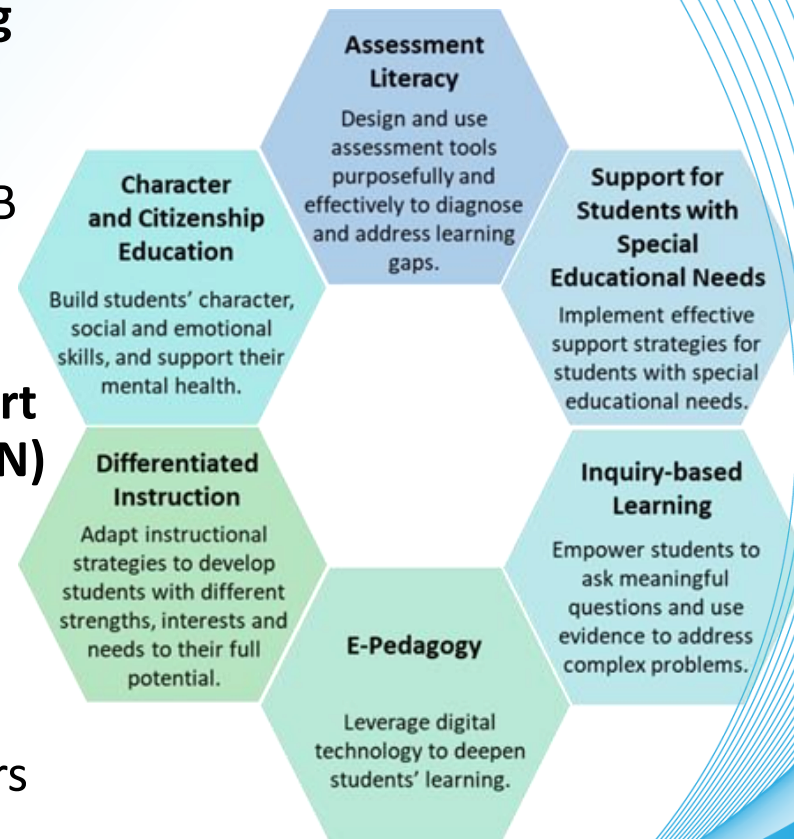 g
B
rt
N)
rs
Assessment
Literacy
Design and use
assessment tools
purposefully and
effectively to diagnose
and address learning
gaps.
Character
and Citizenship
Education
Build students’ character,
social and emotional
skills, and support their
mental health.
Support for
Students with
Special
Educational Needs
Implement effective
support strategies for
students with special
educational needs.
Differentiated
Instruction
Adapt instructional
strategies to develop
students with different
strengths, interests and
needs to their full
potential.
Inquiry-based
Learning
Empower students to
ask meaningful
questions and use
evidence to address
complex problems.
E-Pedagogy
Leverage digital
technology to deepen
students’ learning.